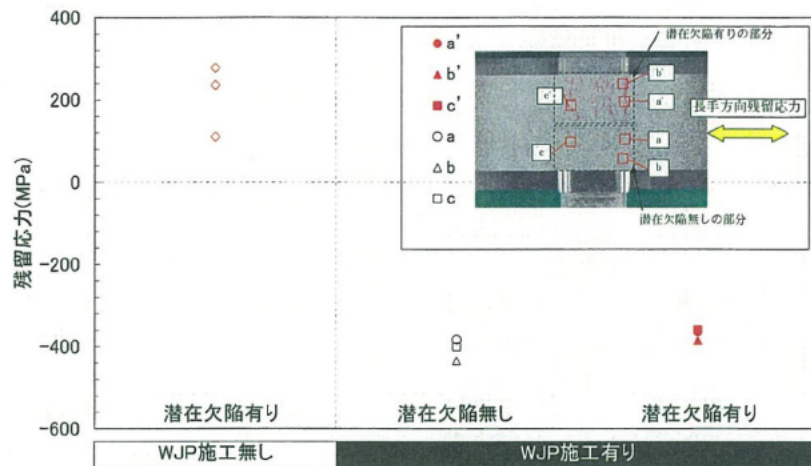 400
200
0
-200
-400
-600
残留応力(MPa)
a'
b'
c'
a
b
c
潜在欠陥有りの部分
b'
a'
c'
長手方向残留応力
a
c
b
潜在欠陥無しの部分
潜在欠陥有り
潜在欠陥無し
潜在欠陥有り
WJP施工無し
WJP施工有り